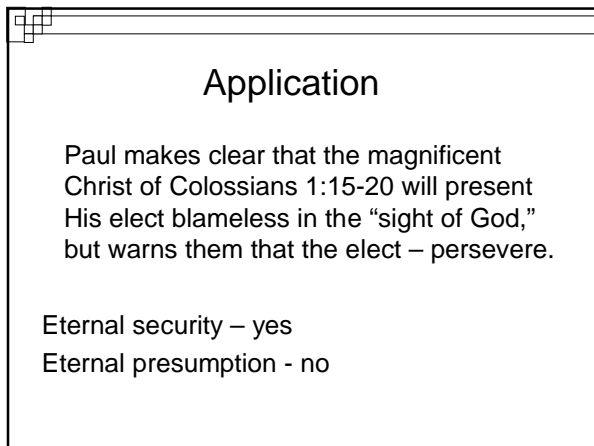 Application
Paul makes clear that the magnificent
Christ of Colossians 1:15-20 will present
His elect blameless in the “sight of God,”
but warns them that the elect – persevere.
Eternal security – yes
Eternal presumption - no